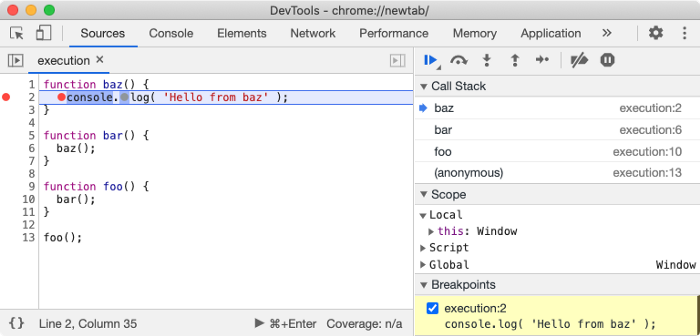 DevTools - chrome://newtab/
Sources Console Elements Network Performance Memory Application »
execution ×
1 function baz() {
2 console.log( 'Hello from baz' );
3 }
4
5 function bar() {
6 baz();
7 }
8
9 function foo() {
10 bar();
11 }
12
13 foo();
{} Line 2, Column 35 ⌘+Enter Coverage: n/a
Call Stack
baz execution:2
bar execution:6
foo execution:10
(anonymous) execution:13
Scope
Local
this: Window
Script
Global Window
Breakpoints
execution:2
console.log( 'Hello from baz' );